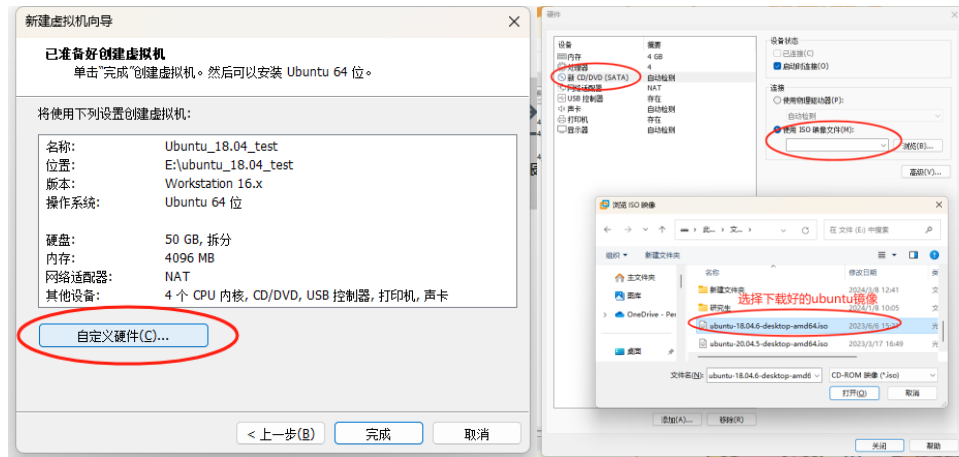 新建虚拟机向导
已准备好创建虚拟机
单击"完成"创建虚拟机。然后可以安装 Ubuntu 64 位。
将使用下列设置创建虚拟机:
名称: Ubuntu_18.04_test
位置: E:\ubuntu_18.04_test
版本: Workstation 16.x
操作系统: Ubuntu 64 位
硬盘: 50 GB, 拆分
内存: 4096 MB
网络适配器: NAT
其他设备: 4 个 CPU 内核, CD/DVD, USB 控制器, 打印机, 声卡
自定义硬件(C)...
< 上一步(B)
完成
取消
硬件
设备 摘要
内存 4 GB
处理器 4
新 CD/DVD (SATA) 自动检测
网络适配器 NAT
USB 控制器 存在
声卡 自动检测
打印机 存在
显示器 自动检测
设备状态
已连接(C)
启动时连接(O)
连接
使用物理驱动器(P):
自动检测
使用 ISO 映像文件(M):
浏览(B)...
高级(V)...
浏览 ISO 映像
此... > 文... >
在 文件 (E:) 中搜索
组织 新建文件夹
主文件夹
图库
OneDrive - Per
桌面
名称 修改日期
新建文件夹 2024/3/8 12:41
选择下载好的ubuntu镜像
研究生 2024/1/8 10:05
ubuntu-18.04.6-desktop-amd64.iso 2023/6/6 15:21
ubuntu-20.04.5-desktop-amd64.iso 2023/3/17 16:49
文件名(N): ubuntu-18.04.6-desktop-amd6
CD-ROM 映像 (*.iso)
打开(O)
取消
添加(A)...
移除(R)
关闭
帮助